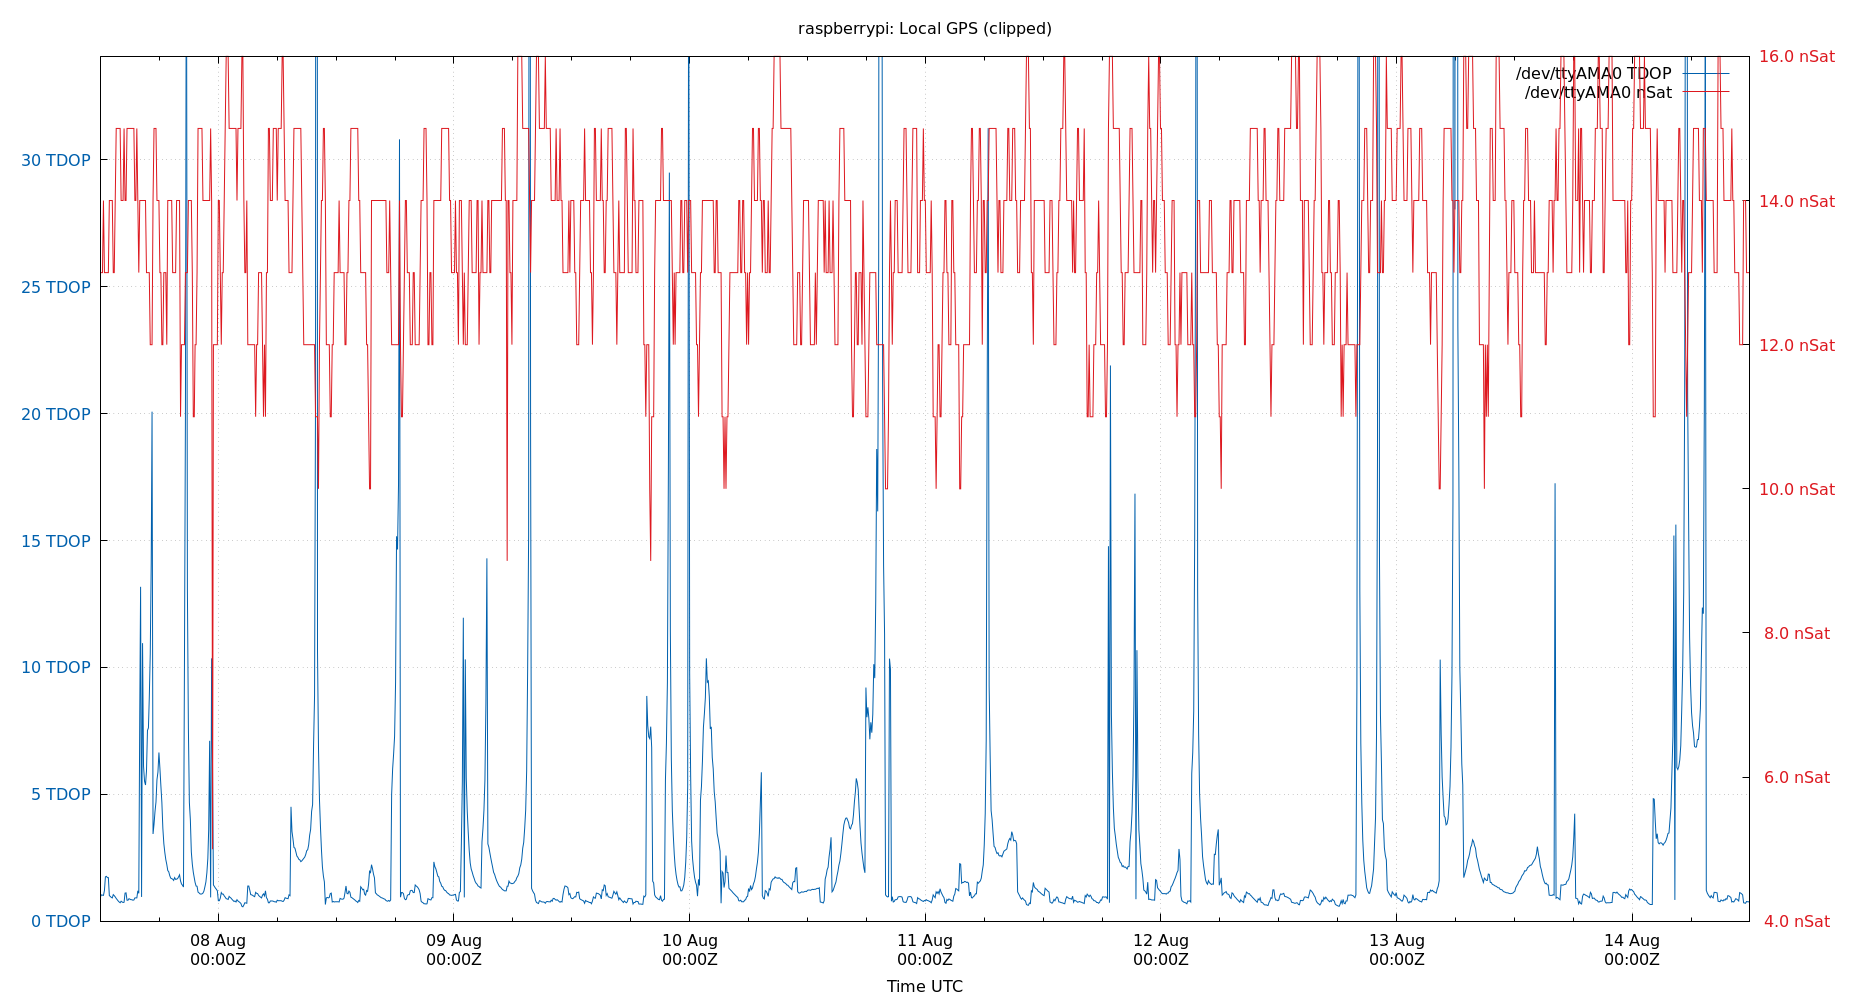 raspberrypi: Local GPS (clipped)
16.0 nSat
/dev/ttyAMA0 TDOP
/dev/ttyAMA0 nSat
30 TDOP
14.0 nSat
25 TDOP
12.0 nSat
20 TDOP
10.0 nSat
15 TDOP
8.0 nSat
10 TDOP
6.0 nSat
5 TDOP
0 TDOP
4.0 nSat
08 Aug
00:00Z
09 Aug
00:00Z
10 Aug
00:00Z
11 Aug
00:00Z
12 Aug
00:00Z
13 Aug
00:00Z
14 Aug
00:00Z
Time UTC